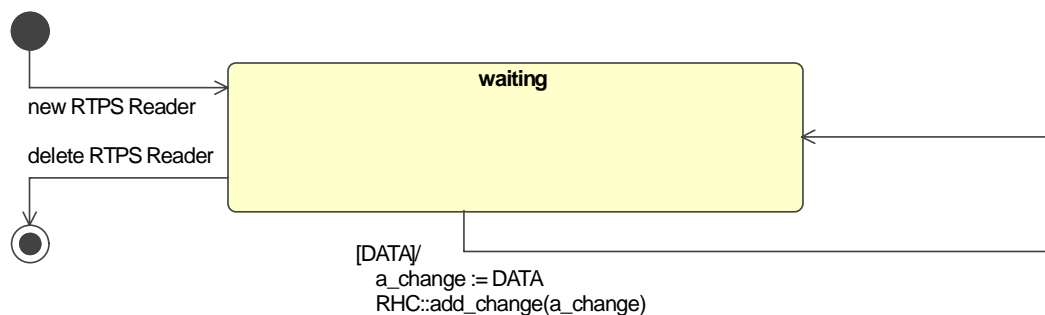 waiting
new RTPS Reader
delete RTPS Reader
[DATA]/
a_change := DATA
RHC::add_change(a_change)